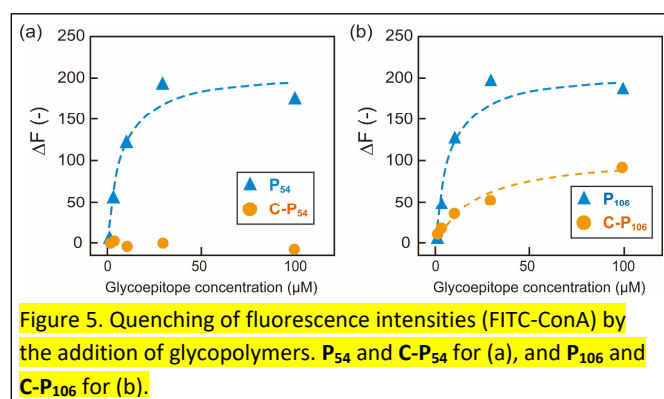 (a)
250
200
150
100
50
0
ΔF (-)
P54
C-P54
0
50
100
Glycoepitope concentration (μM)
(b)
250
200
150
100
50
0
ΔF (-)
P106
C-P106
0
50
100
Glycoepitope concentration (μM)
Figure 5. Quenching of fluorescence intensities (FITC-ConA) by
the addition of glycopolymers. P54 and C-P54 for (a), and P106 and
C-P106 for (b).